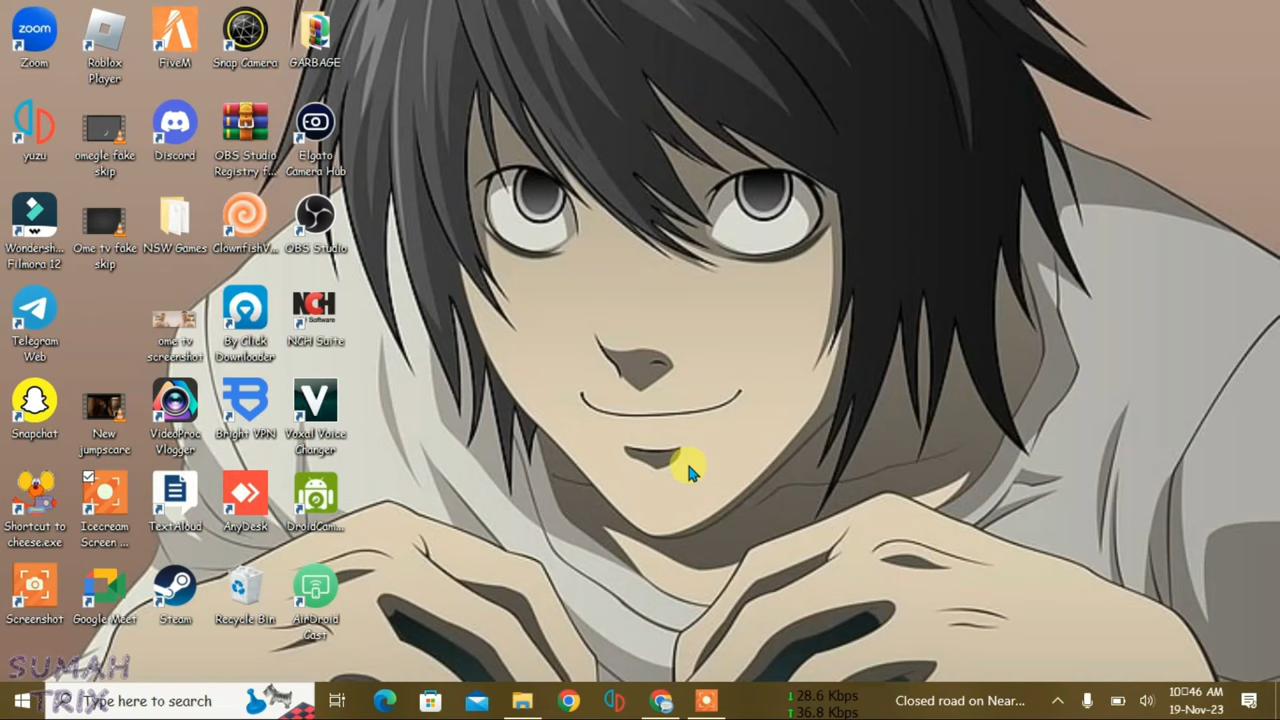 zoom
Zoom
Roblox
Player
FiveM
Snap Camera
GARBAGE
yuzu
omegle fake
skip
Discord
OBS Studio
Registry f...
Elgato
Camera Hub
Wondersh...
Filmora 12
Ome tv fake
skip
NSW Games
ClownfishV...
OBS Studio
Telegram
Web
ome tv
screenshot
By Click
Downloader
NCH
Software
NCH Suite
Snapchat
New
jumpscare
VideoProc
Vlogger
Bright VPN
V
Voxal Voice
Changer
Shortcut to
cheese.exe
Icecream
Screen ...
TextAloud
AnyDesk
DroidCam...
Screenshot
Google Meet
Steam
Recycle Bin
AirDroid
Cast
SUMAH
TRIX
Type here to search
↓28.6 Kbps
↑36.8 Kbps
Closed road on Near...
10:46 AM
19-Nov-23